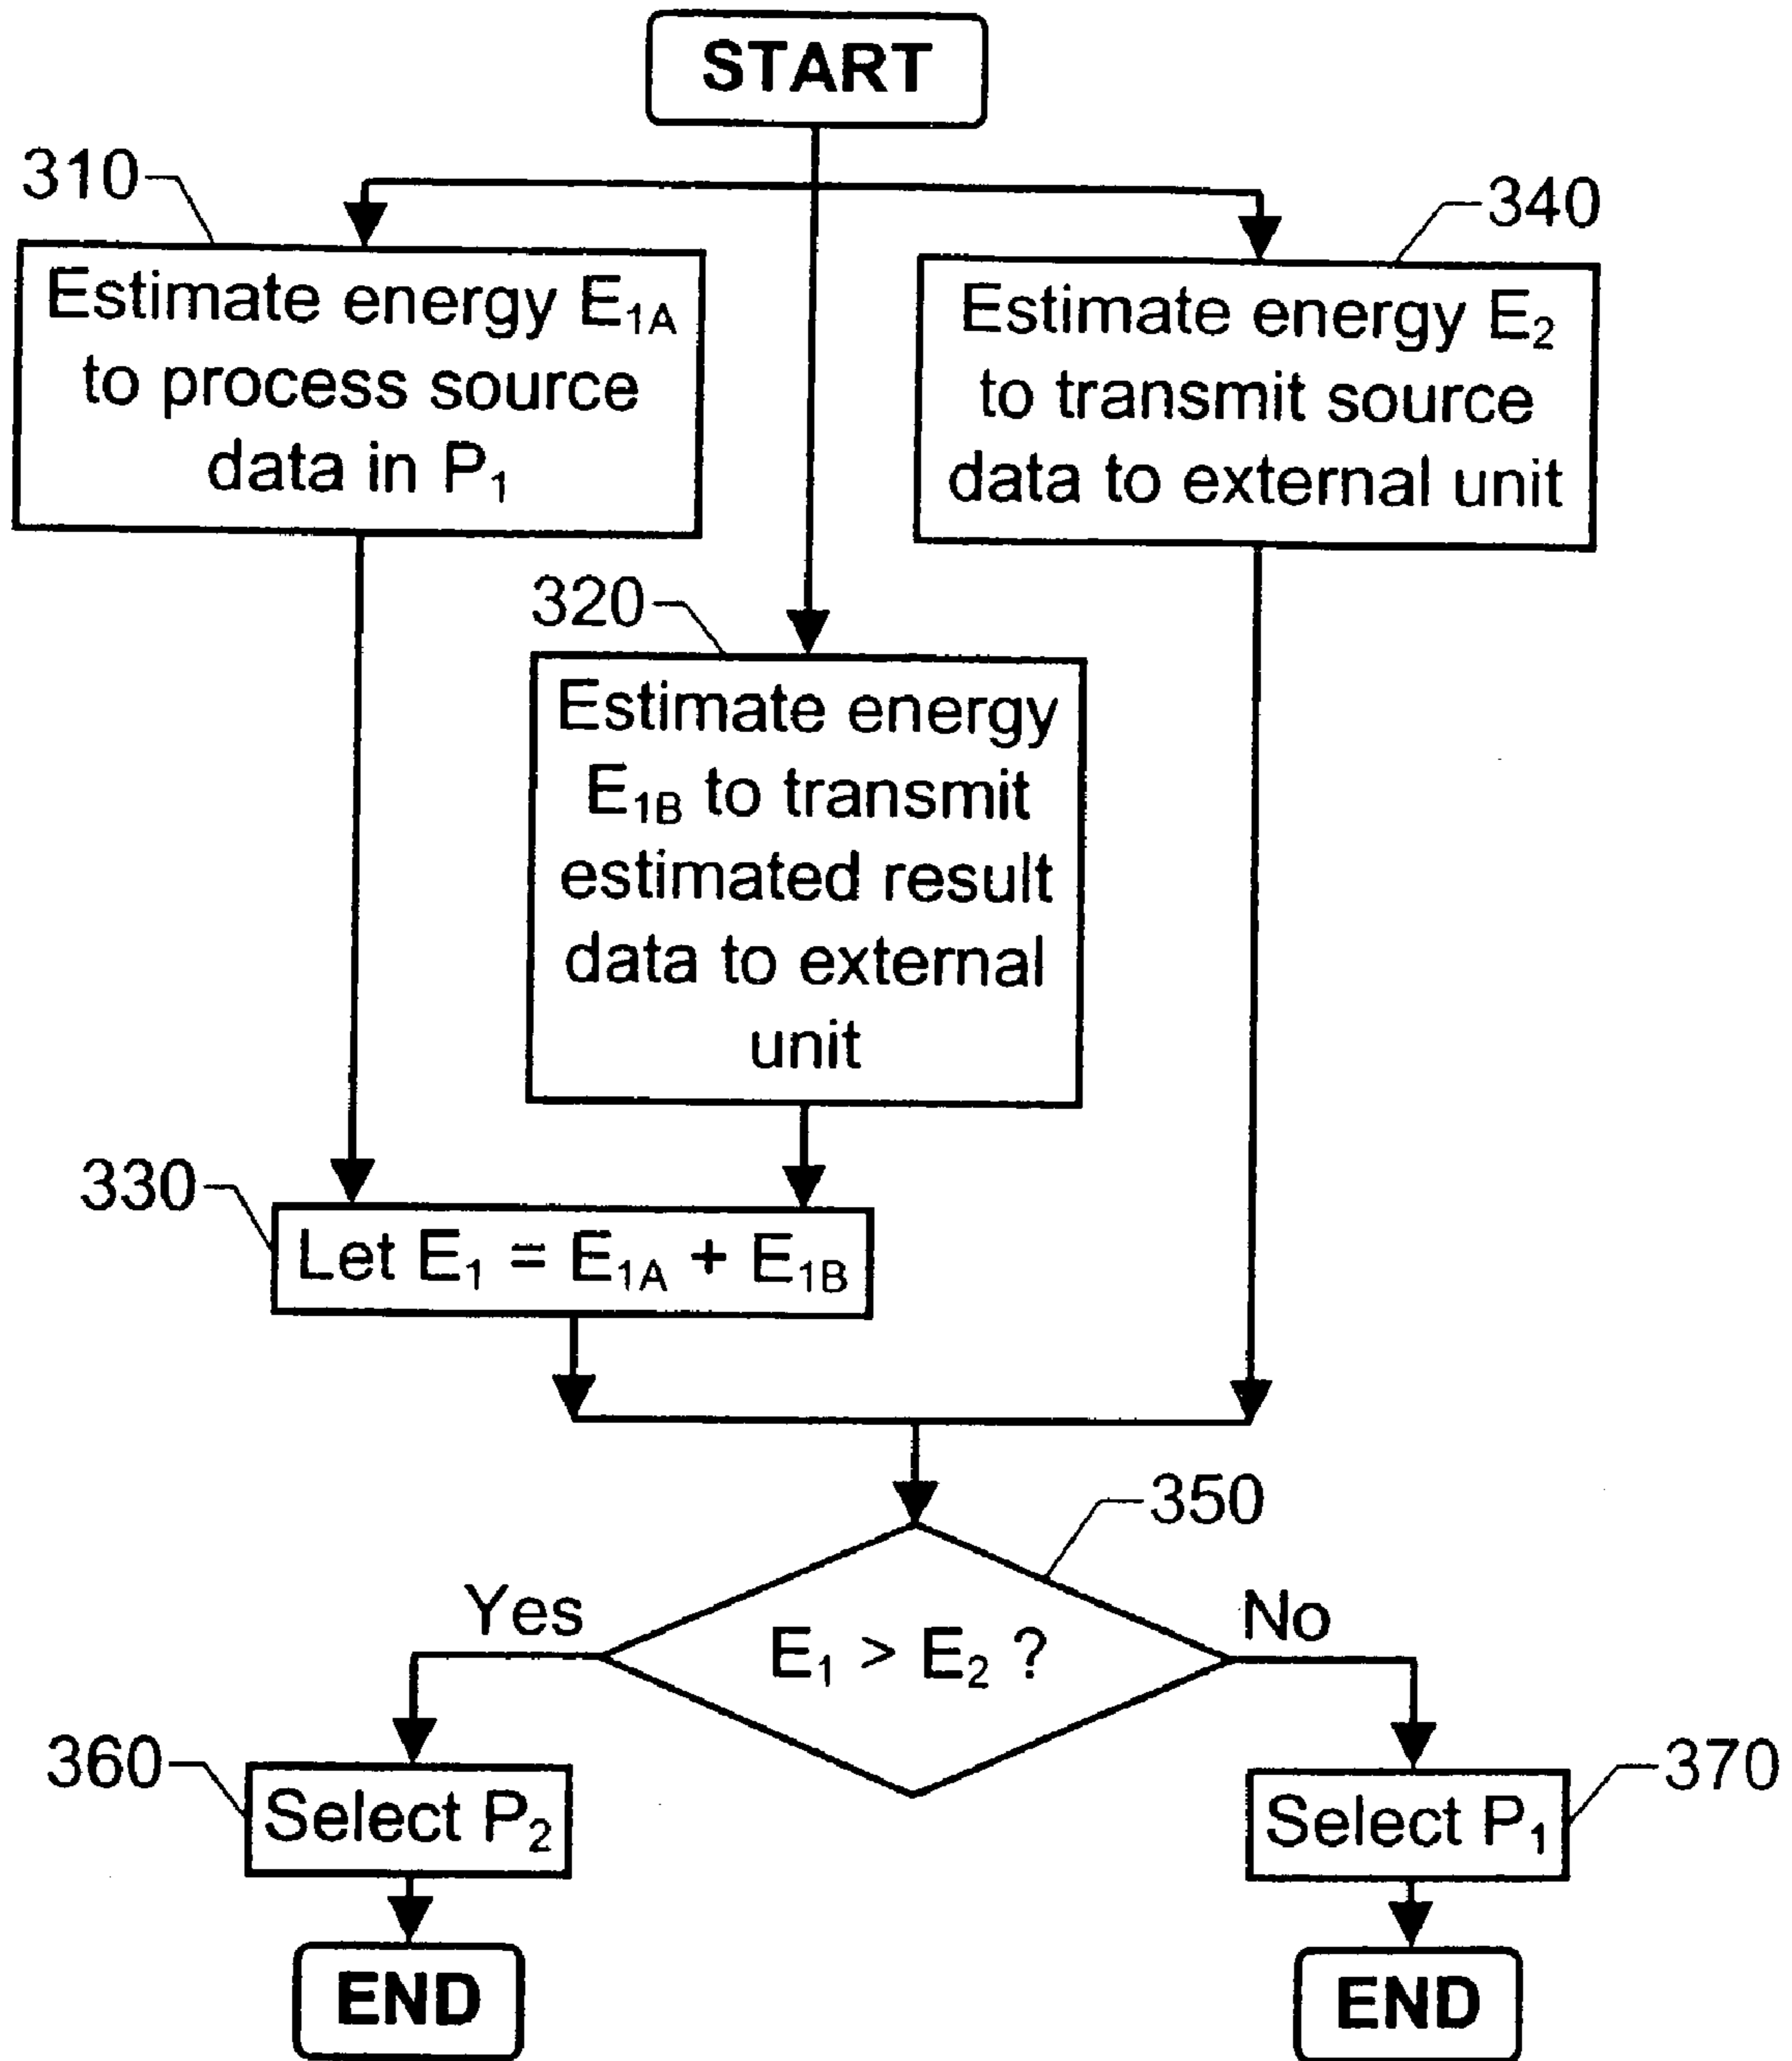 START
310
340
Estimate energy E₁A
to process source
data in P₁
Estimate energy E₂
to transmit source
data to external unit
320
Estimate energy
E₁B to transmit
estimated result
data to external
unit
330
Let E₁ = E₁A + E₁B
350
Yes
No
E₁ > E₂ ?
360
370
Select P₂
Select P₁
END
END